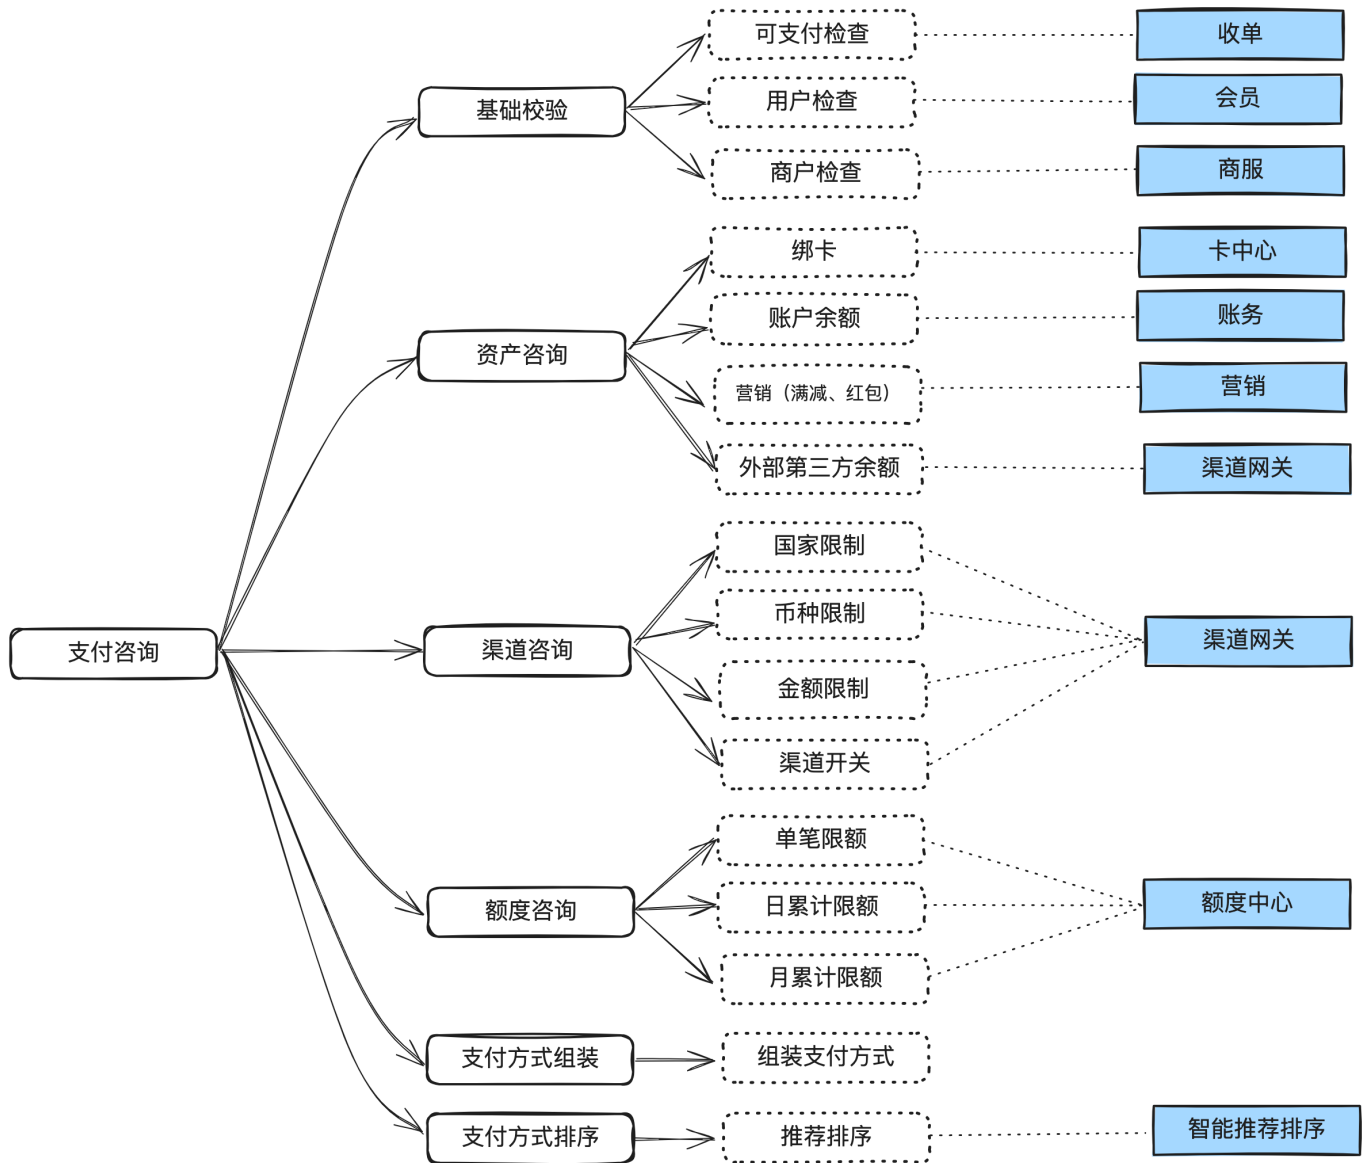 可支付检查
收单
基础校验
用户检查
会员
商户检查
商服
绑卡
卡中心
账户余额
账务
资产咨询
营销（满减、红包）
营销
外部第三方余额
渠道网关
国家限制
币种限制
支付咨询
渠道咨询
渠道网关
金额限制
渠道开关
单笔限额
额度咨询
日累计限额
额度中心
月累计限额
支付方式组装
组装支付方式
支付方式排序
推荐排序
智能推荐排序